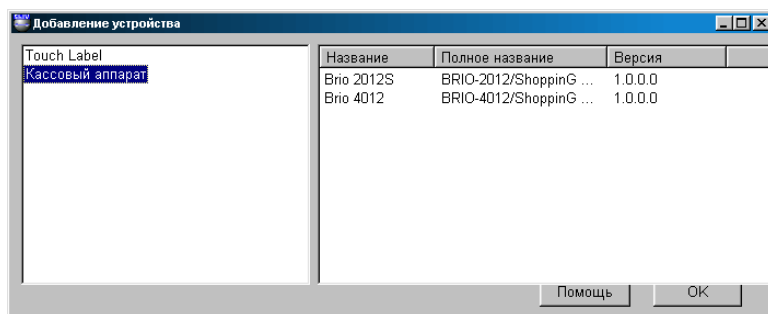 Добавление устройства
Touch Label
Кассовый аппарат
Название Полное название Версия
Brio 2012S BRIO-2012/ShoppinG ... 1.0.0.0
Brio 4012 BRIO-4012/ShoppinG ... 1.0.0.0
Помощь OK